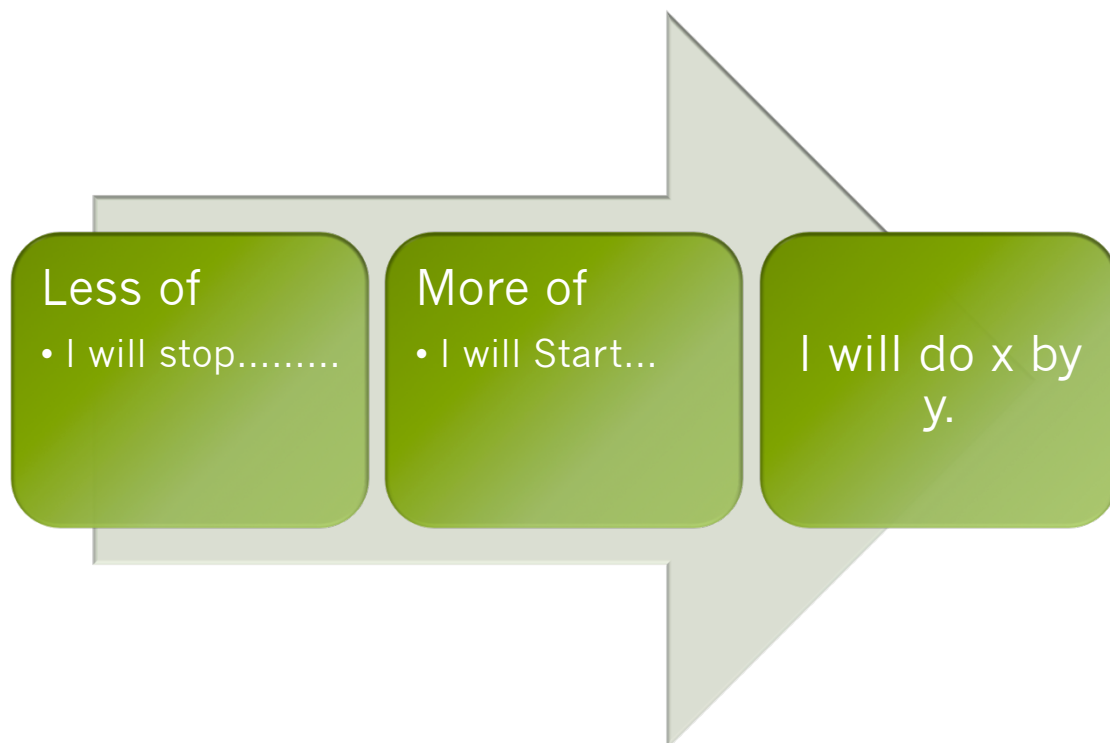 Less of
• I will stop.........
More of
• I will Start...
I will do x by
y.